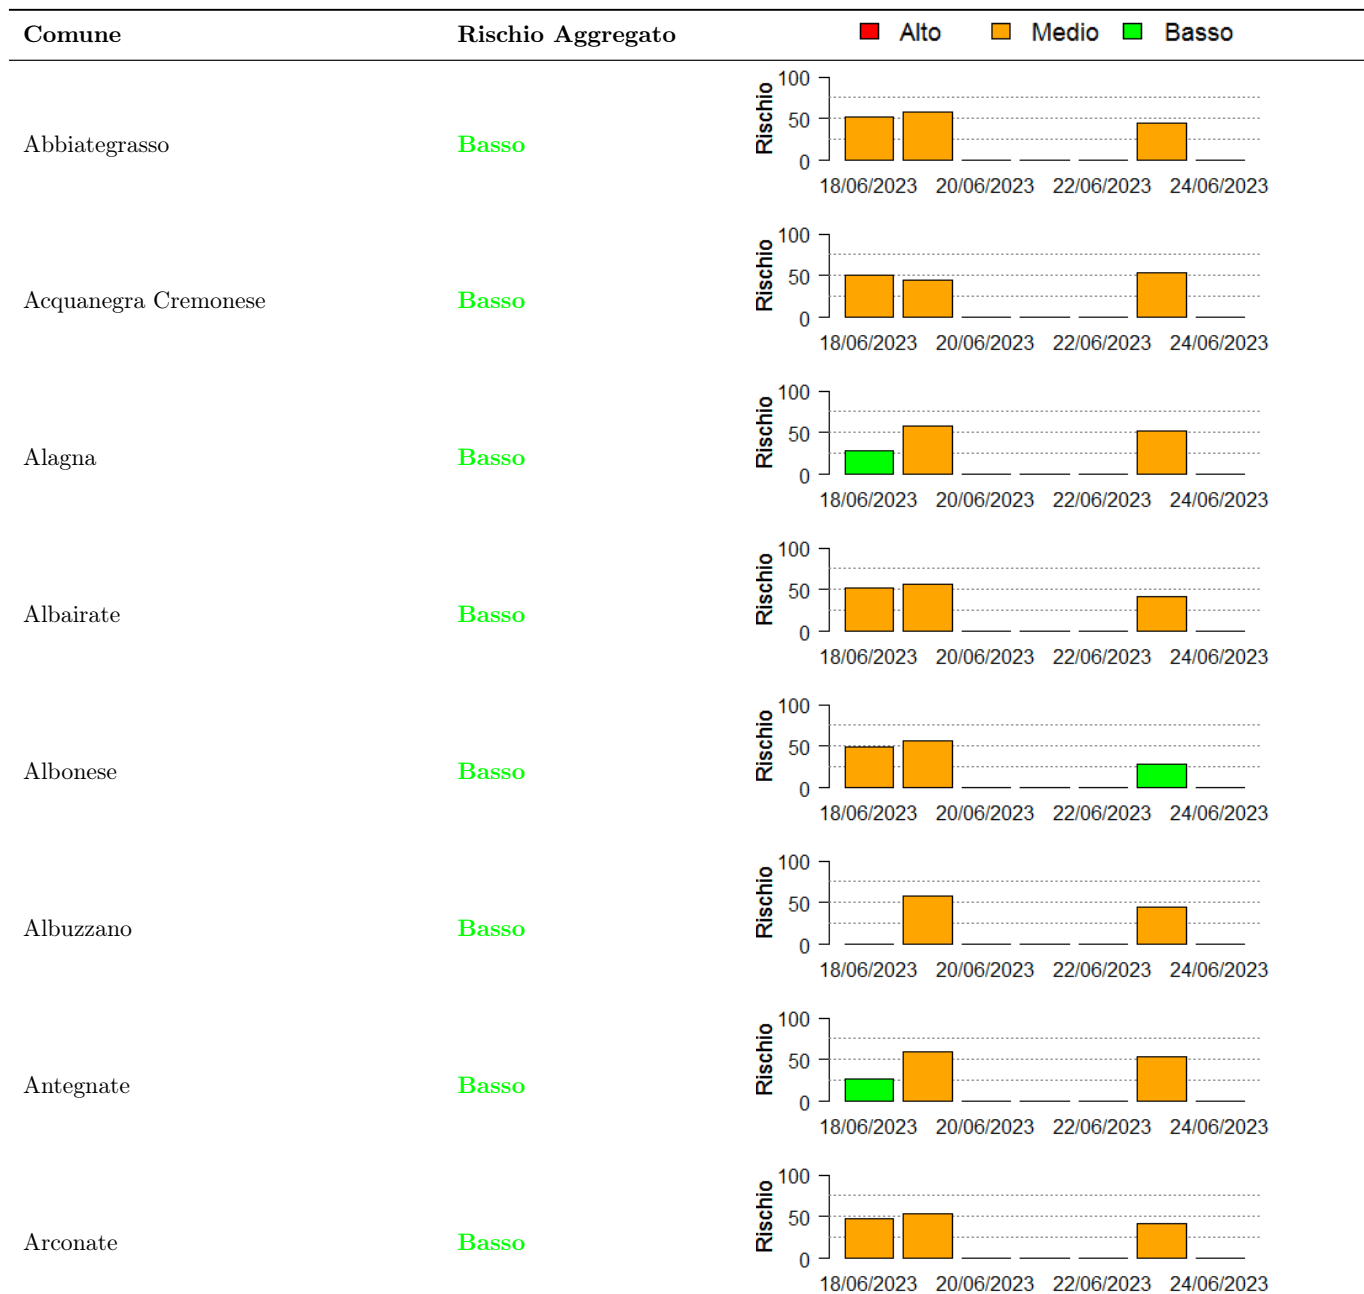 Comune Rischio Aggregato Alto Medio Basso
100
50
0
Rischio
Abbiategrasso Basso
18/06/2023 20/06/2023 22/06/2023 24/06/2023
100
50
0
Rischio
Acquanegra Cremonese Basso
18/06/2023 20/06/2023 22/06/2023 24/06/2023
100
50
0
Rischio
Alagna Basso
18/06/2023 20/06/2023 22/06/2023 24/06/2023
100
50
0
Rischio
Albairate Basso
18/06/2023 20/06/2023 22/06/2023 24/06/2023
100
50
0
Rischio
Albonese Basso
18/06/2023 20/06/2023 22/06/2023 24/06/2023
100
50
0
Rischio
Albuzzano Basso
18/06/2023 20/06/2023 22/06/2023 24/06/2023
100
50
0
Rischio
Antegnate Basso
18/06/2023 20/06/2023 22/06/2023 24/06/2023
100
50
0
Rischio
Arconate Basso
18/06/2023 20/06/2023 22/06/2023 24/06/2023